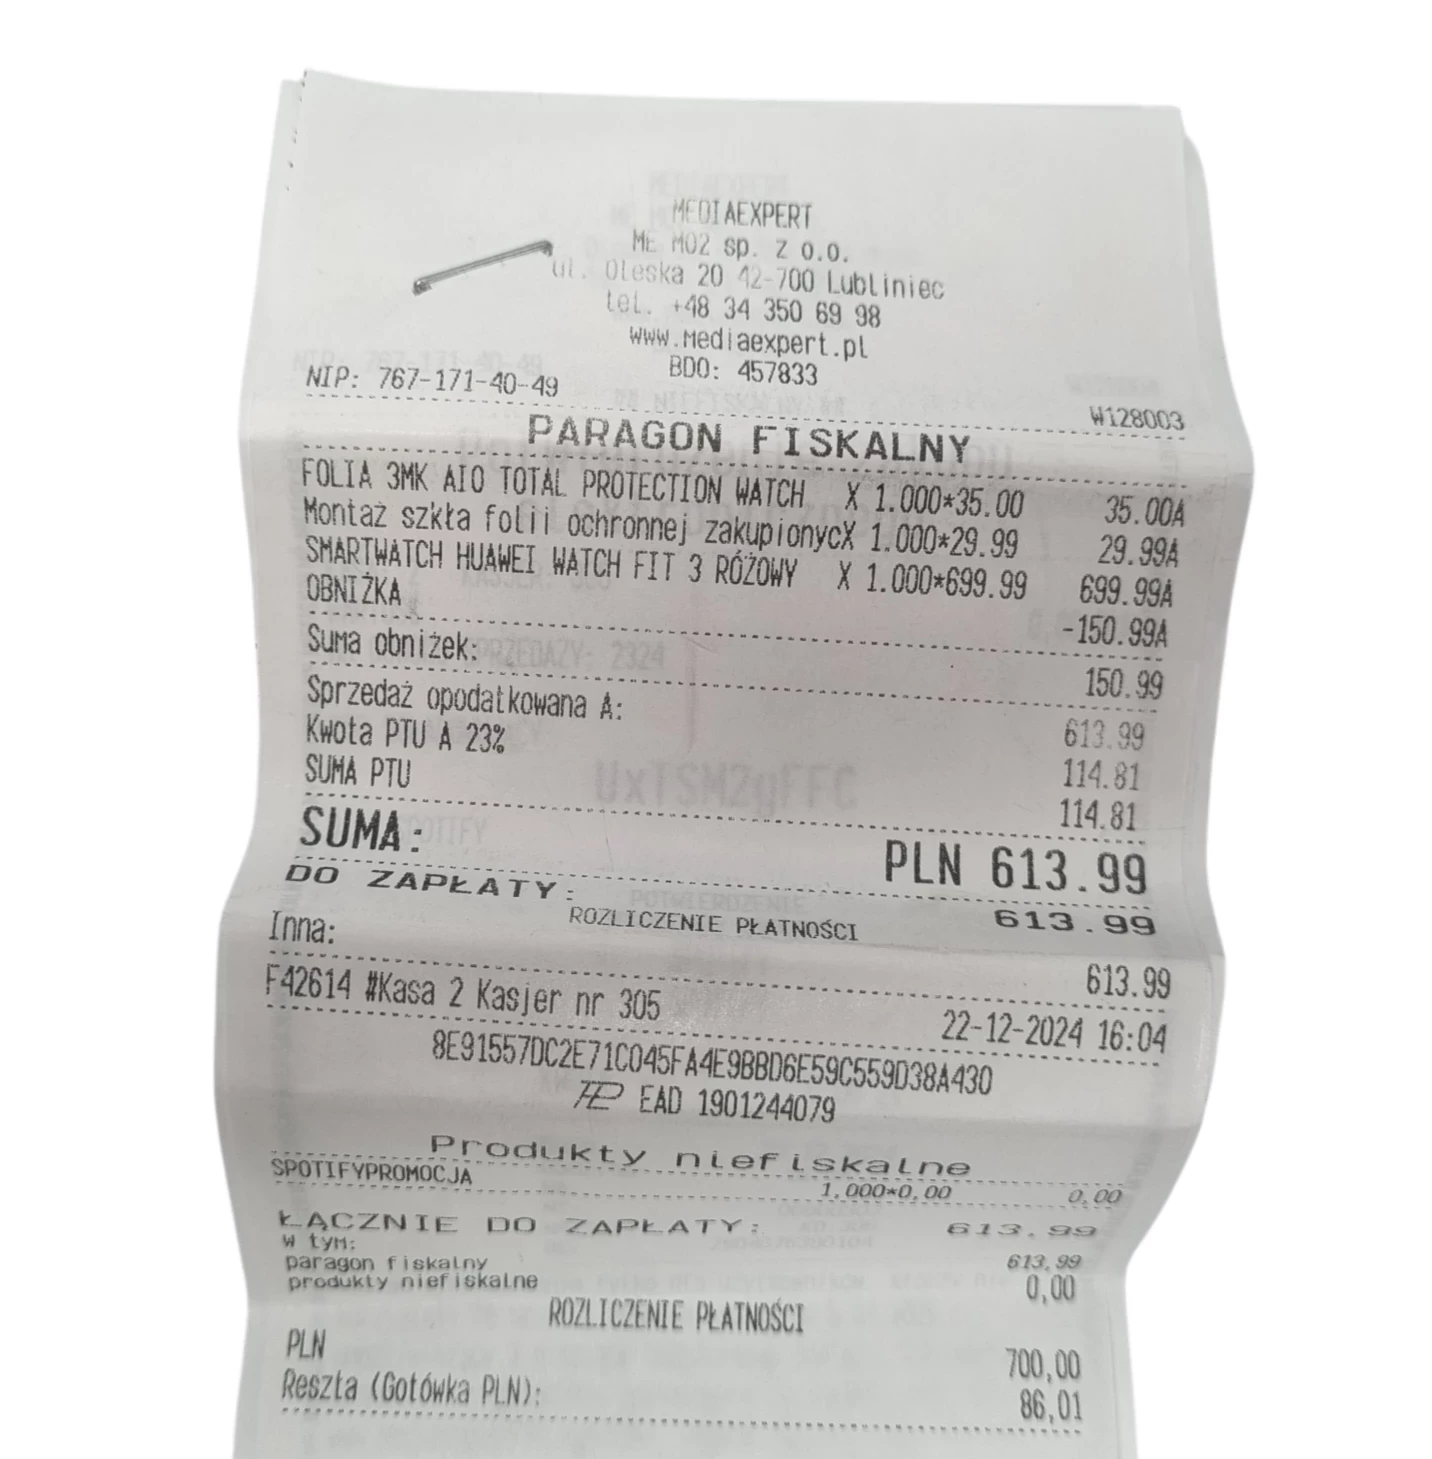 MEDIAEXPERT
ME M02 sp. z o.o.
ul. Oleska 20 42-700 Lubliniec
tel. +48 34 350 69 98
www.mediaexpert.pl
BDO: 457833
NIP: 767-171-40-49 W128003
PARAGON FISKALNY
FOLIA 3MK AIO TOTAL PROTECTION WATCH X 1.000*35.00 35.00A
Montaż szkła folii ochronnej zakupionycX 1.000*29.99 29.99A
SMARTWATCH HUAWEI WATCH FIT 3 RÓŻOWY X 1.000*699.99 699.99A
OBNIŻKA -150.99A
Suma obniżek: 150.99
Sprzedaż opodatkowana A: 613.99
Kwota PTU A 23% 114.81
SUMA PTU 114.81
SUMA: PLN 613.99
DO ZAPŁATY: 613.99
ROZLICZENIE PŁATNOŚCI
Inna: 613.99
F42614 #Kasa 2 Kasjer nr 305 22-12-2024 16:04
8E91557DC2E71C045FA4E9BBD6E59C559D38A430
EAD 1901244079
Produkty niefiskalne
SPOTIFYPROMOCJA 1,000*0,00 0,00
ŁĄCZNIE DO ZAPŁATY: 613.99
W tym:
paragon fiskalny 613,99
produkty niefiskalne 0,00
ROZLICZENIE PŁATNOŚCI
PLN 700,00
Reszta (Gotówka PLN): 86,01